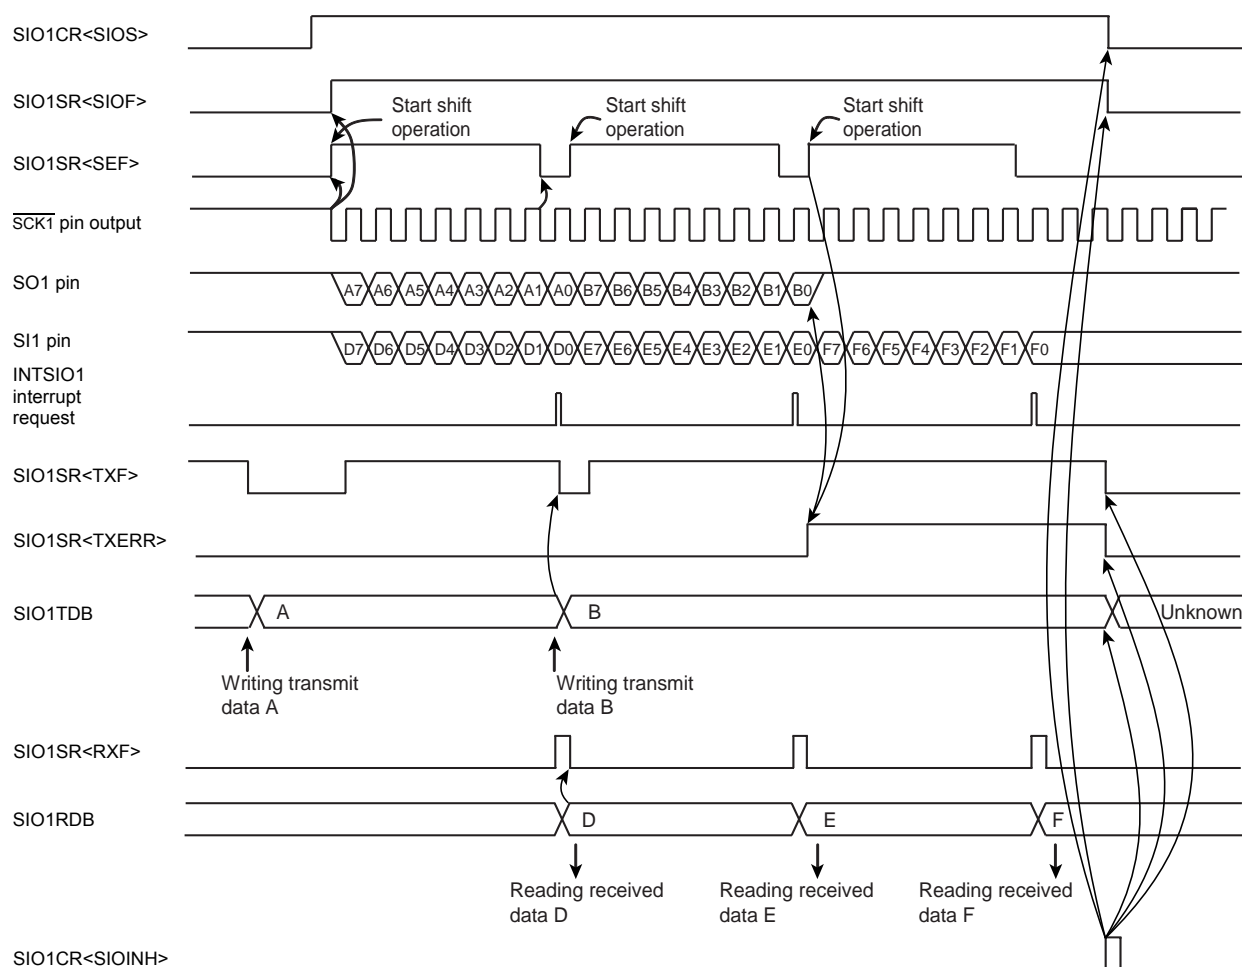 SIO1CR<SIOS>
SIO1SR<SIOF>
Start shift
operation
Start shift
operation
Start shift
operation
SIO1SR<SEF>
SCK1 pin output
SO1 pin
A7 A6 A5 A4 A3 A2 A1 A0 B7 B6 B5 B4 B3 B2 B1 B0
SI1 pin
D7 D6 D5 D4 D3 D2 D1 D0 E7 E6 E5 E4 E3 E2 E1 E0 F7 F6 F5 F4 F3 F2 F1 F0
INTSIO1
interrupt
request
SIO1SR<TXF>
SIO1SR<TXERR>
SIO1TDB
A
B
Unknown
Writing transmit
data A
Writing transmit
data B
SIO1SR<RXF>
SIO1RDB
D
E
F
Reading received
data D
Reading received
data E
Reading received
data F
SIO1CR<SIOINH>